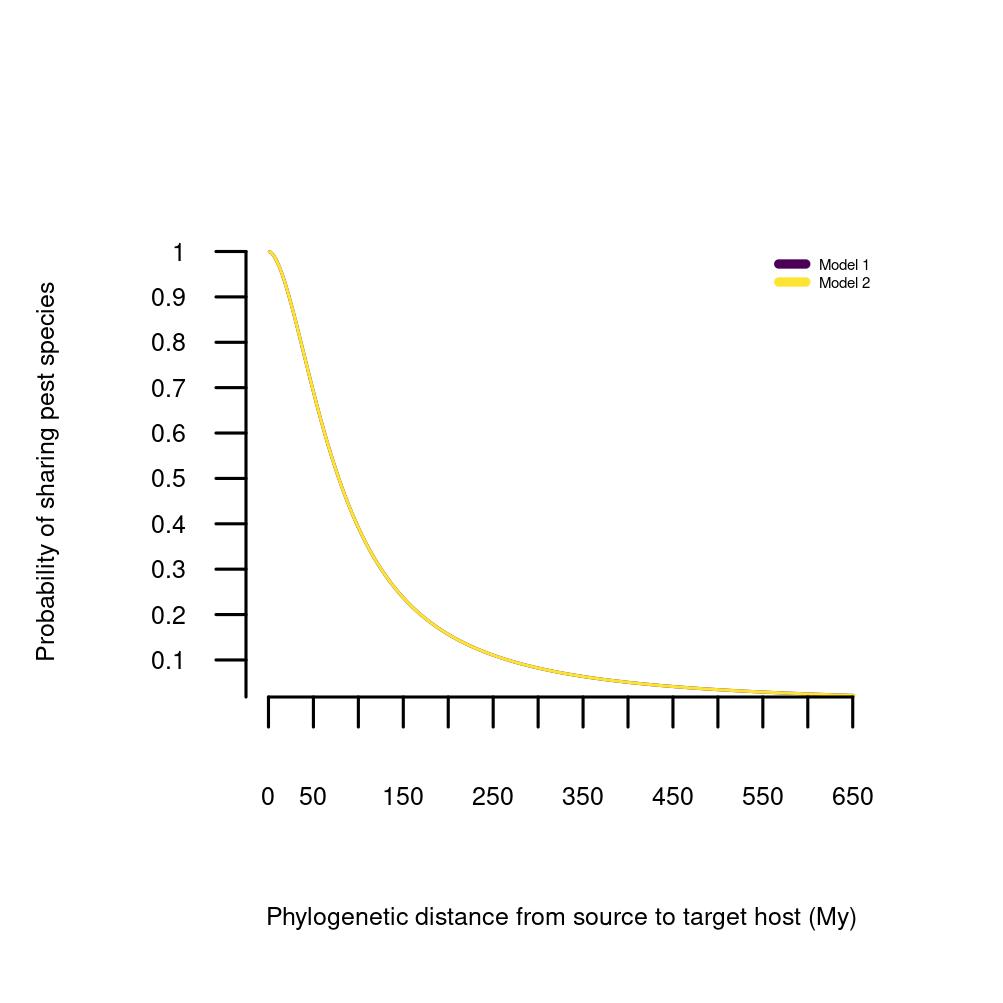 Model 1
Model 2
Probability of sharing pest species
1
0.9
0.8
0.7
0.6
0.5
0.4
0.3
0.2
0.1
0 50 150 250 350 450 550 650
Phylogenetic distance from source to target host (My)